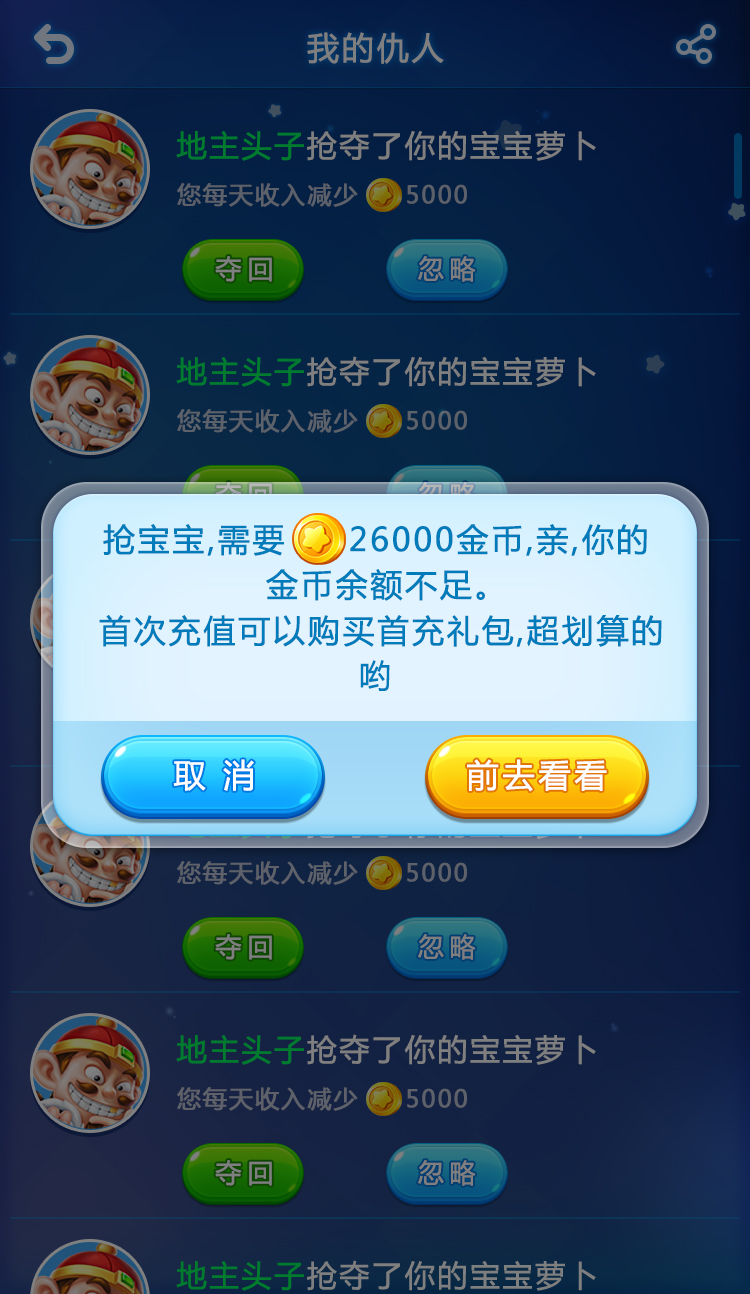 我的仇人
地主头子抢夺了你的宝宝萝卜
您每天收入减少 5000
夺回 忽略
地主头子抢夺了你的宝宝萝卜
您每天收入减少 5000
夺回 忽略
抢宝宝,需要26000金币,亲,你的
金币余额不足。
首次充值可以购买首充礼包,超划算的
哟
取消 前去看看
您每天收入减少 5000
夺回 忽略
地主头子抢夺了你的宝宝萝卜
您每天收入减少 5000
夺回 忽略
地主头子抢夺了你的宝宝萝卜